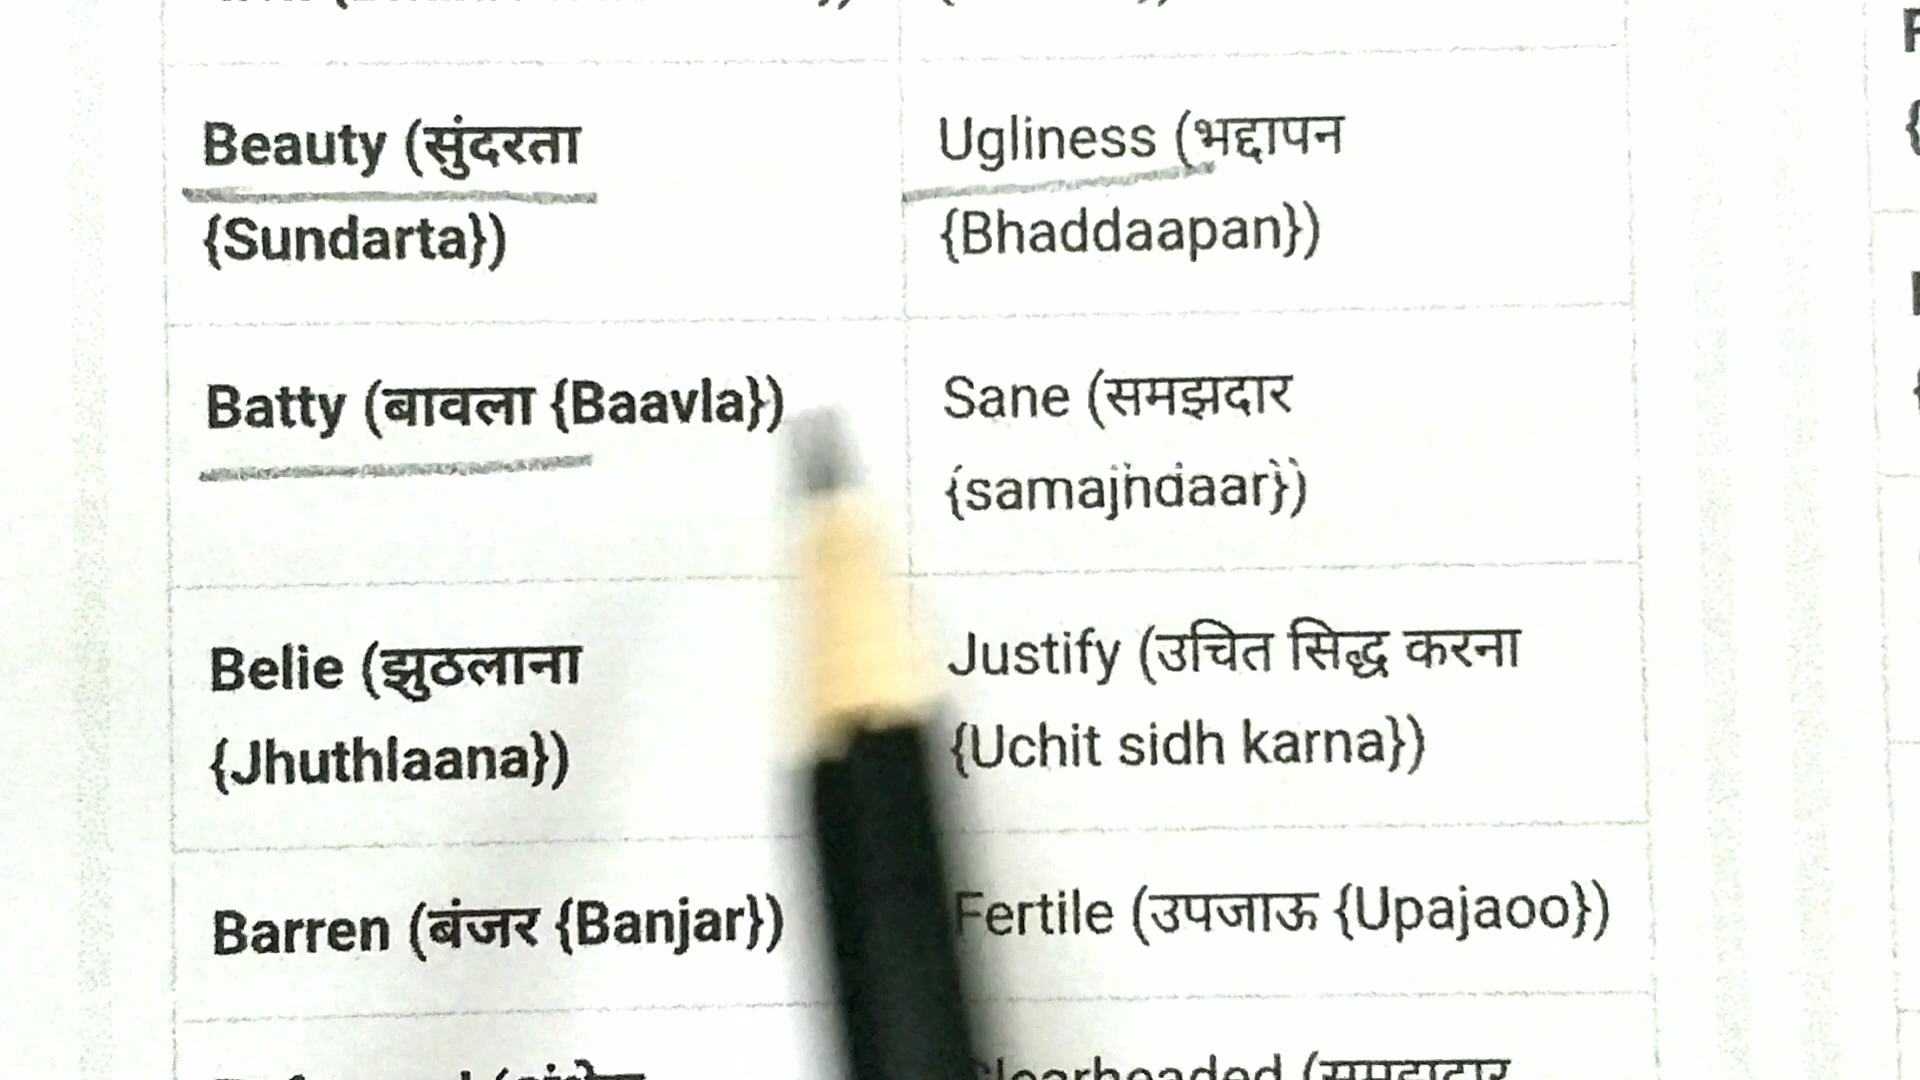 Beauty (सुंदरता
{Sundarta})
Ugliness (भद्दापन
{Bhaddaapan})
Batty (बावला {Baavla})
Sane (समझदार
{samajhdaar})
Belie (झुठलाना
{Jhuthlaana})
Justify (उचित सिद्ध करना
{Uchit sidh karna})
Barren (बंजर {Banjar})
Fertile (उपजाऊ {Upajaoo})